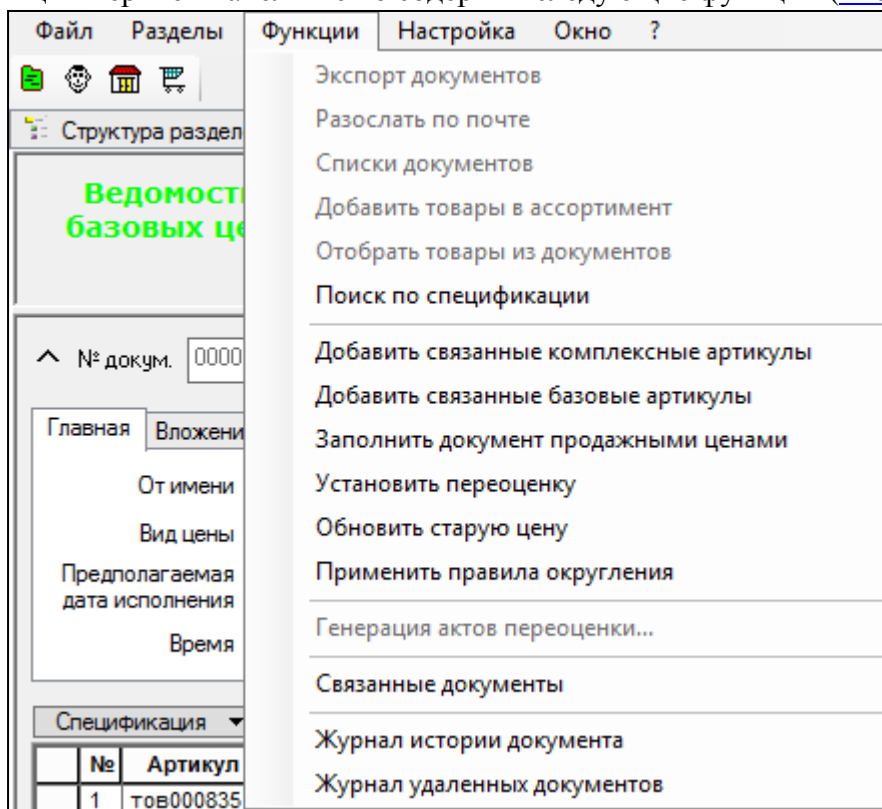 Файл Разделы Функции Настройка Окно ?
Экспорт документов
Разослать по почте
Списки документов
Добавить товары в ассортимент
Отобрать товары из документов
Поиск по спецификации
Добавить связанные комплексные артикулы
Добавить связанные базовые артикулы
Заполнить документ продажными ценами
Установить переоценку
Обновить старую цену
Применить правила округления
Генерация актов переоценки...
Связанные документы
Журнал истории документа
Журнал удаленных документов
Структура раздел
Ведомость
базовых це
№ докум. 0000
Главная Вложени
От имени
Вид цены
Предполагаемая
дата исполнения
Время
Спецификация
№ Артикул
1 тов000835